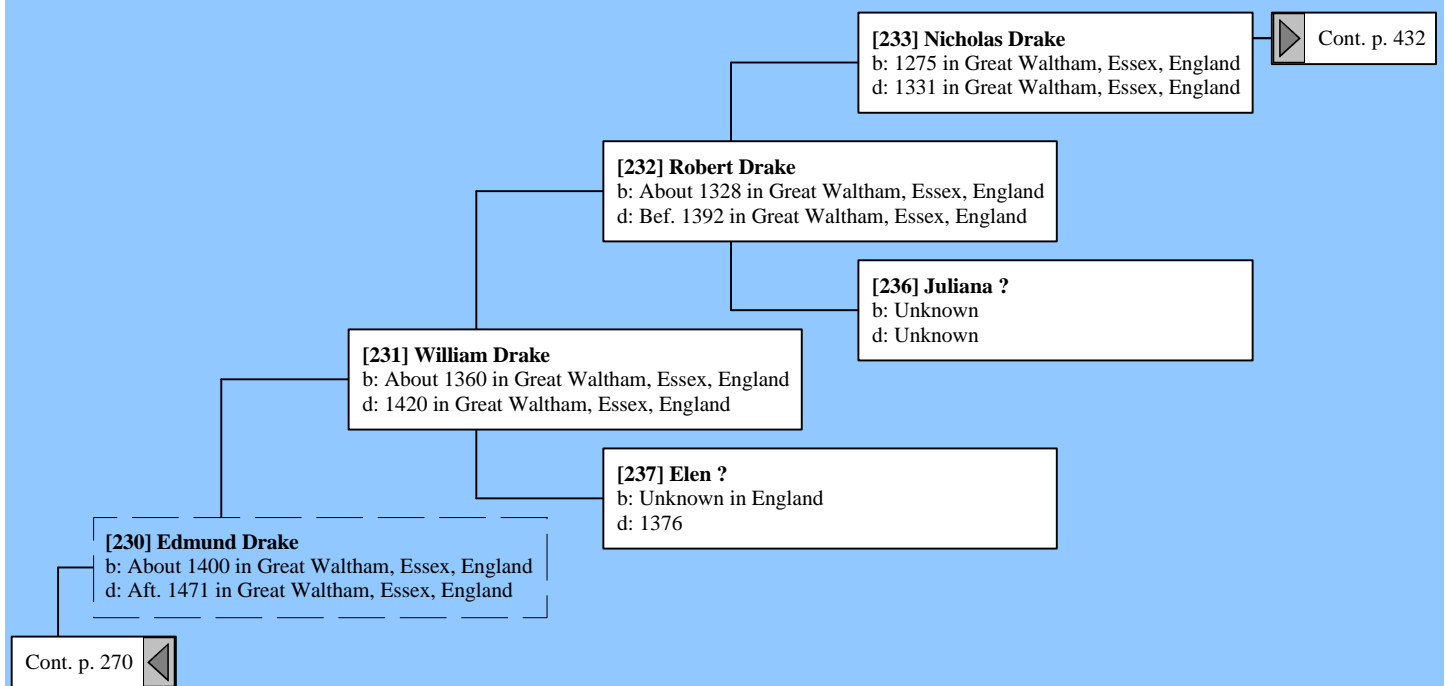 [233] Nicholas Drake
b: 1275 in Great Waltham, Essex, England
d: 1331 in Great Waltham, Essex, England
Cont. p. 432
[232] Robert Drake
b: About 1328 in Great Waltham, Essex, England
d: Bef. 1392 in Great Waltham, Essex, England
[236] Juliana ?
b: Unknown
d: Unknown
[231] William Drake
b: About 1360 in Great Waltham, Essex, England
d: 1420 in Great Waltham, Essex, England
[237] Elen ?
b: Unknown in England
d: 1376
[230] Edmund Drake
b: About 1400 in Great Waltham, Essex, England
d: Aft. 1471 in Great Waltham, Essex, England
Cont. p. 270